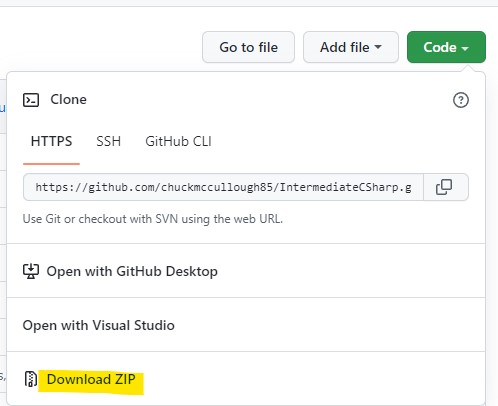 Go to file
Add file
Code
Clone
HTTPS
SSH
GitHub CLI
https://github.com/chuckmccullough85/IntermediateCSharp.g
Use Git or checkout with SVN using the web URL.
Open with GitHub Desktop
Open with Visual Studio
Download ZIP